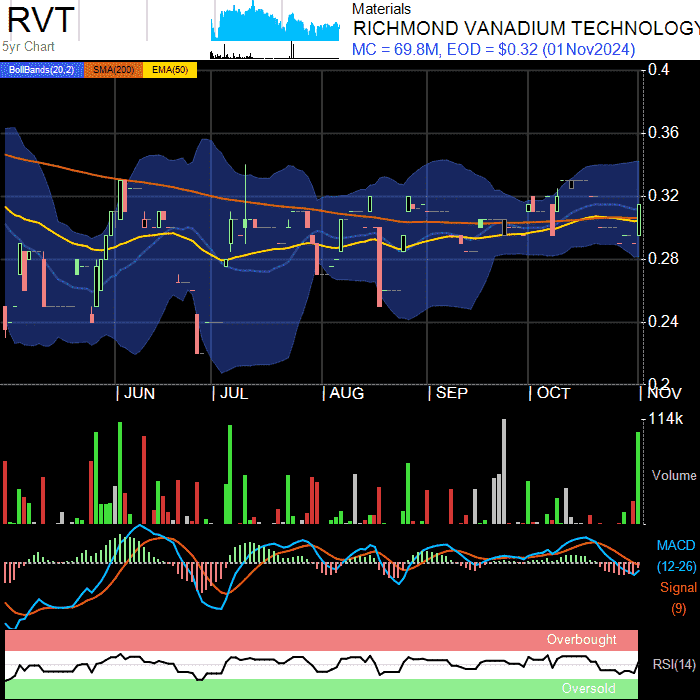 RVT
5yr Chart
Materials
RICHMOND VANADIUM TECHNOLOGY
MC = 69.8M, EOD = $0.32 (01Nov2024)
BollBands(20,2) SMA(200) EMA(50)
0.4
0.36
0.32
0.28
0.24
0.2
JUN JUL AUG SEP OCT NOV
114k
Volume
MACD
(12-26)
Signal
(9)
Overbought
RSI(14)
Oversold